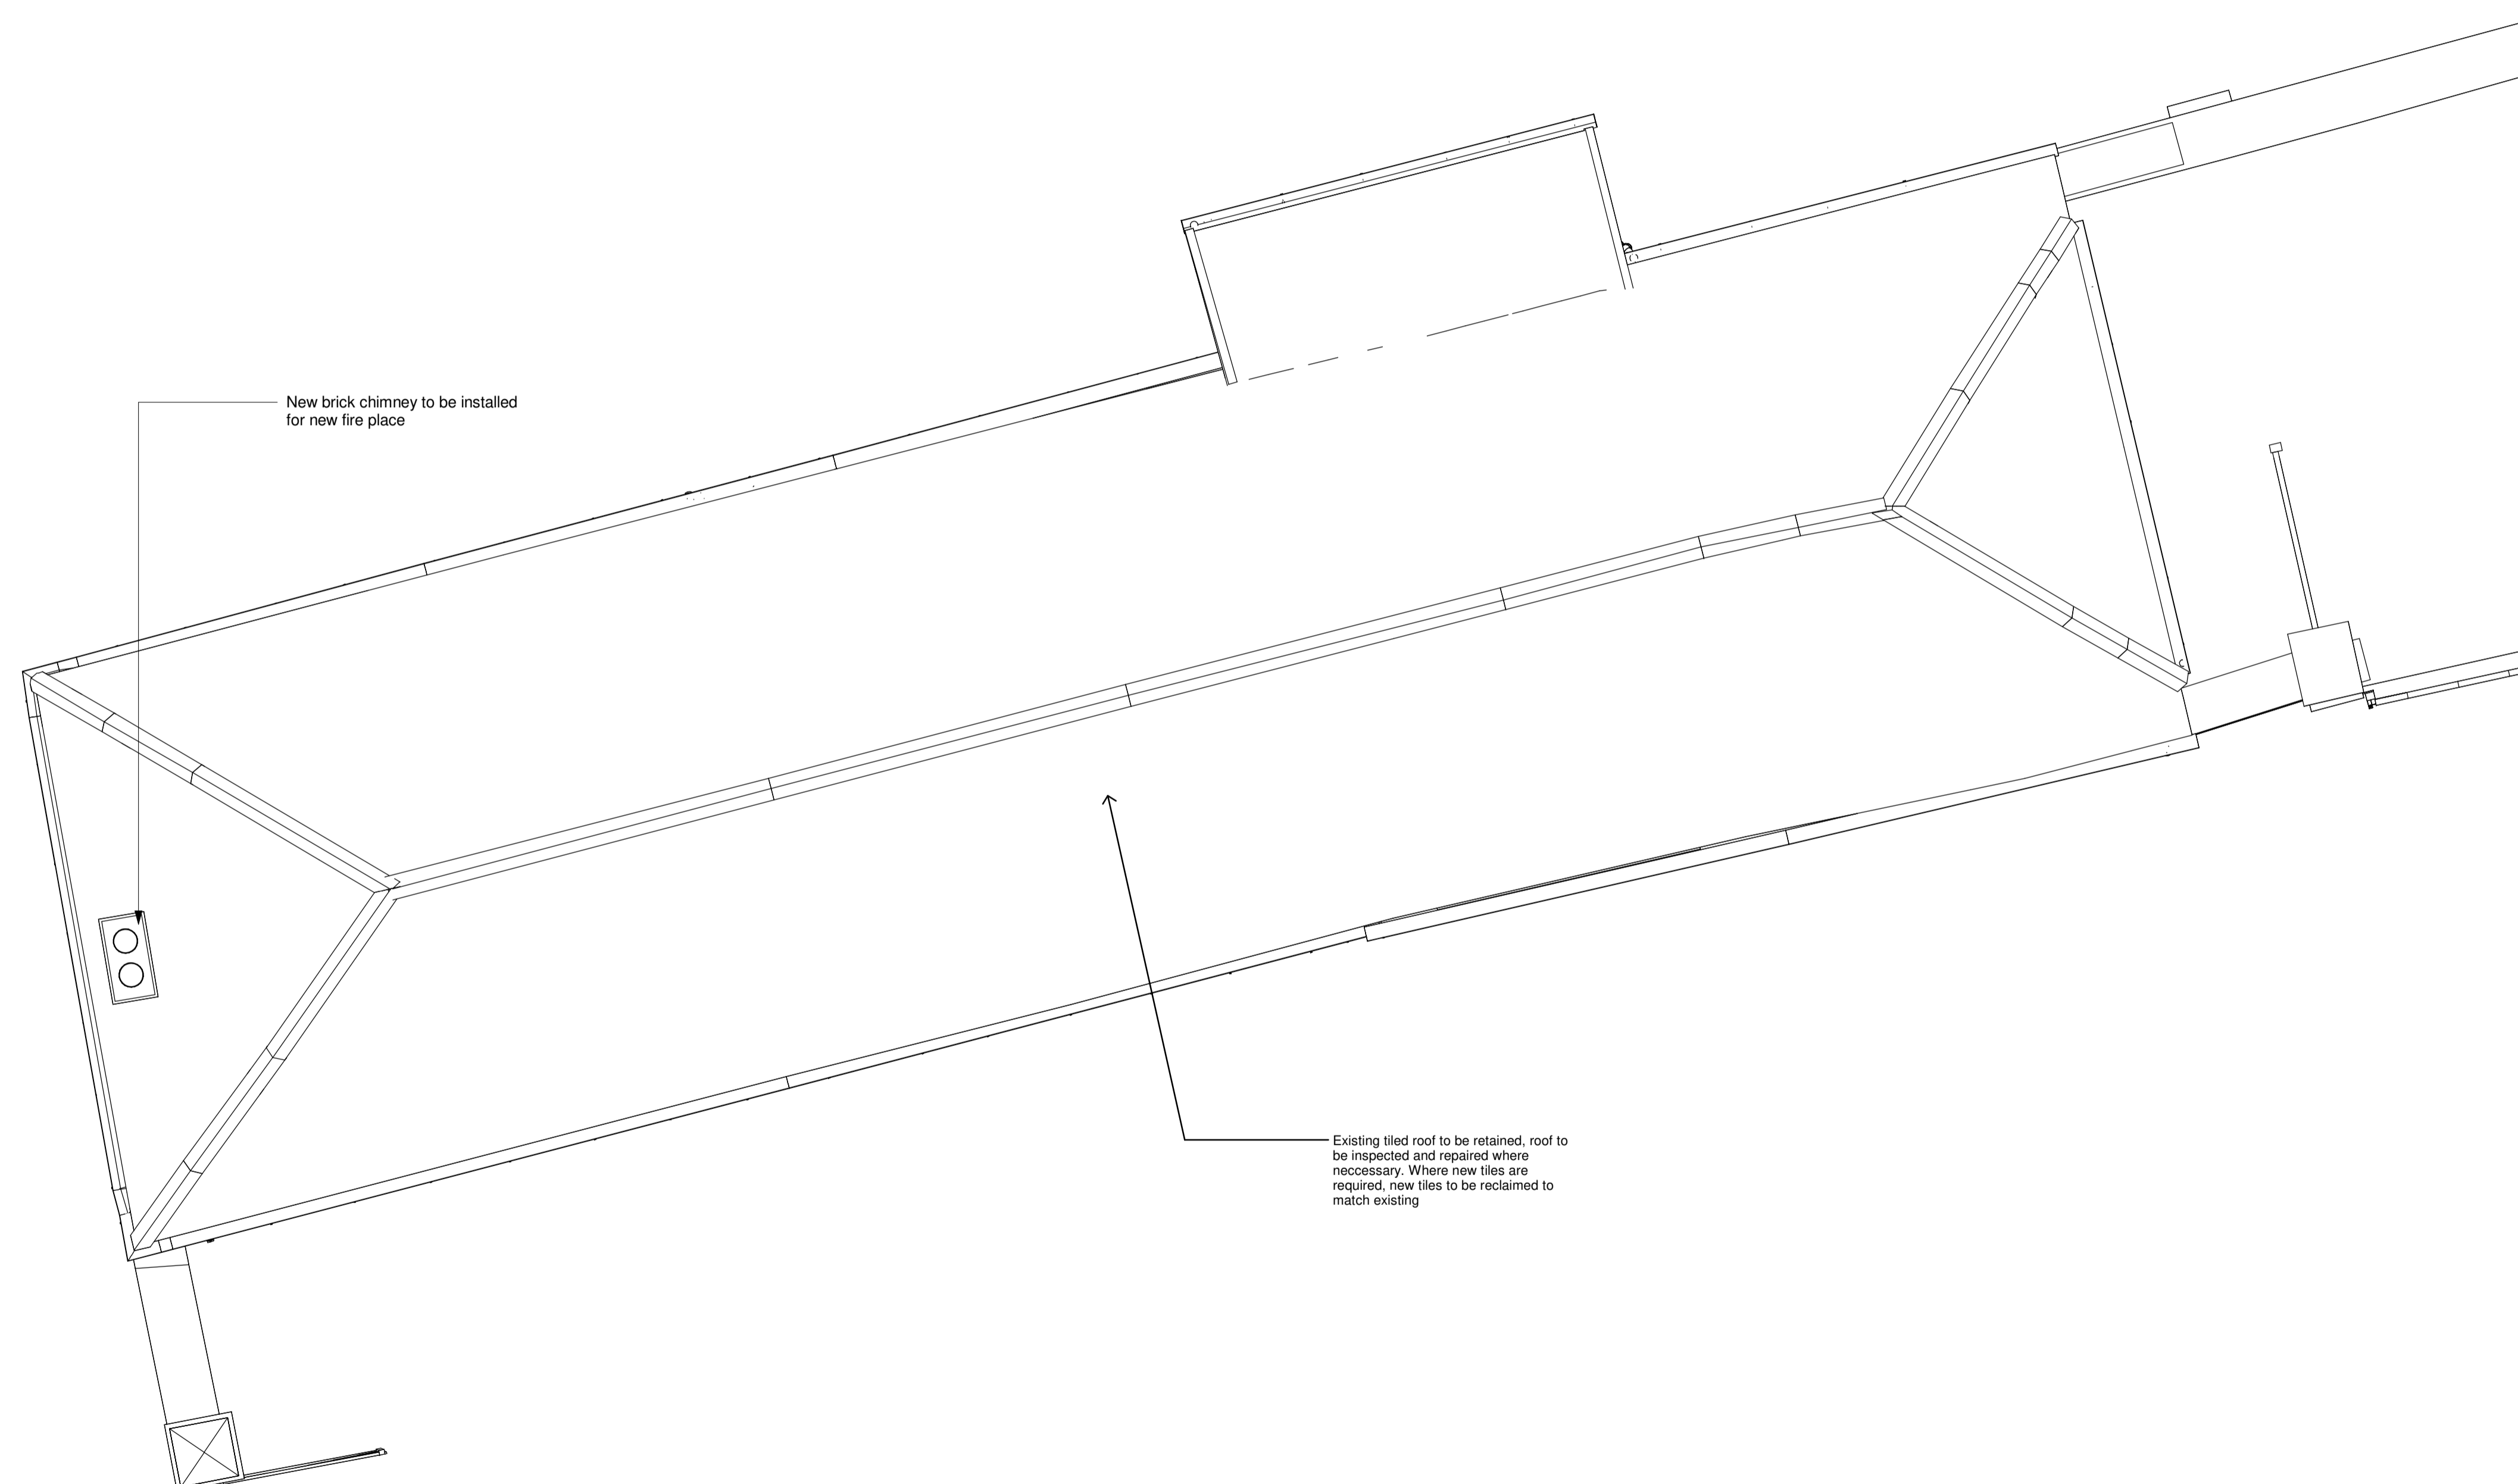 New brick chimney to be installed
for new fire place
Existing tiled roof to be retained, roof to
be inspected and repaired where
neccessary. Where new tiles are
required, new tiles to be reclaimed to
match existing